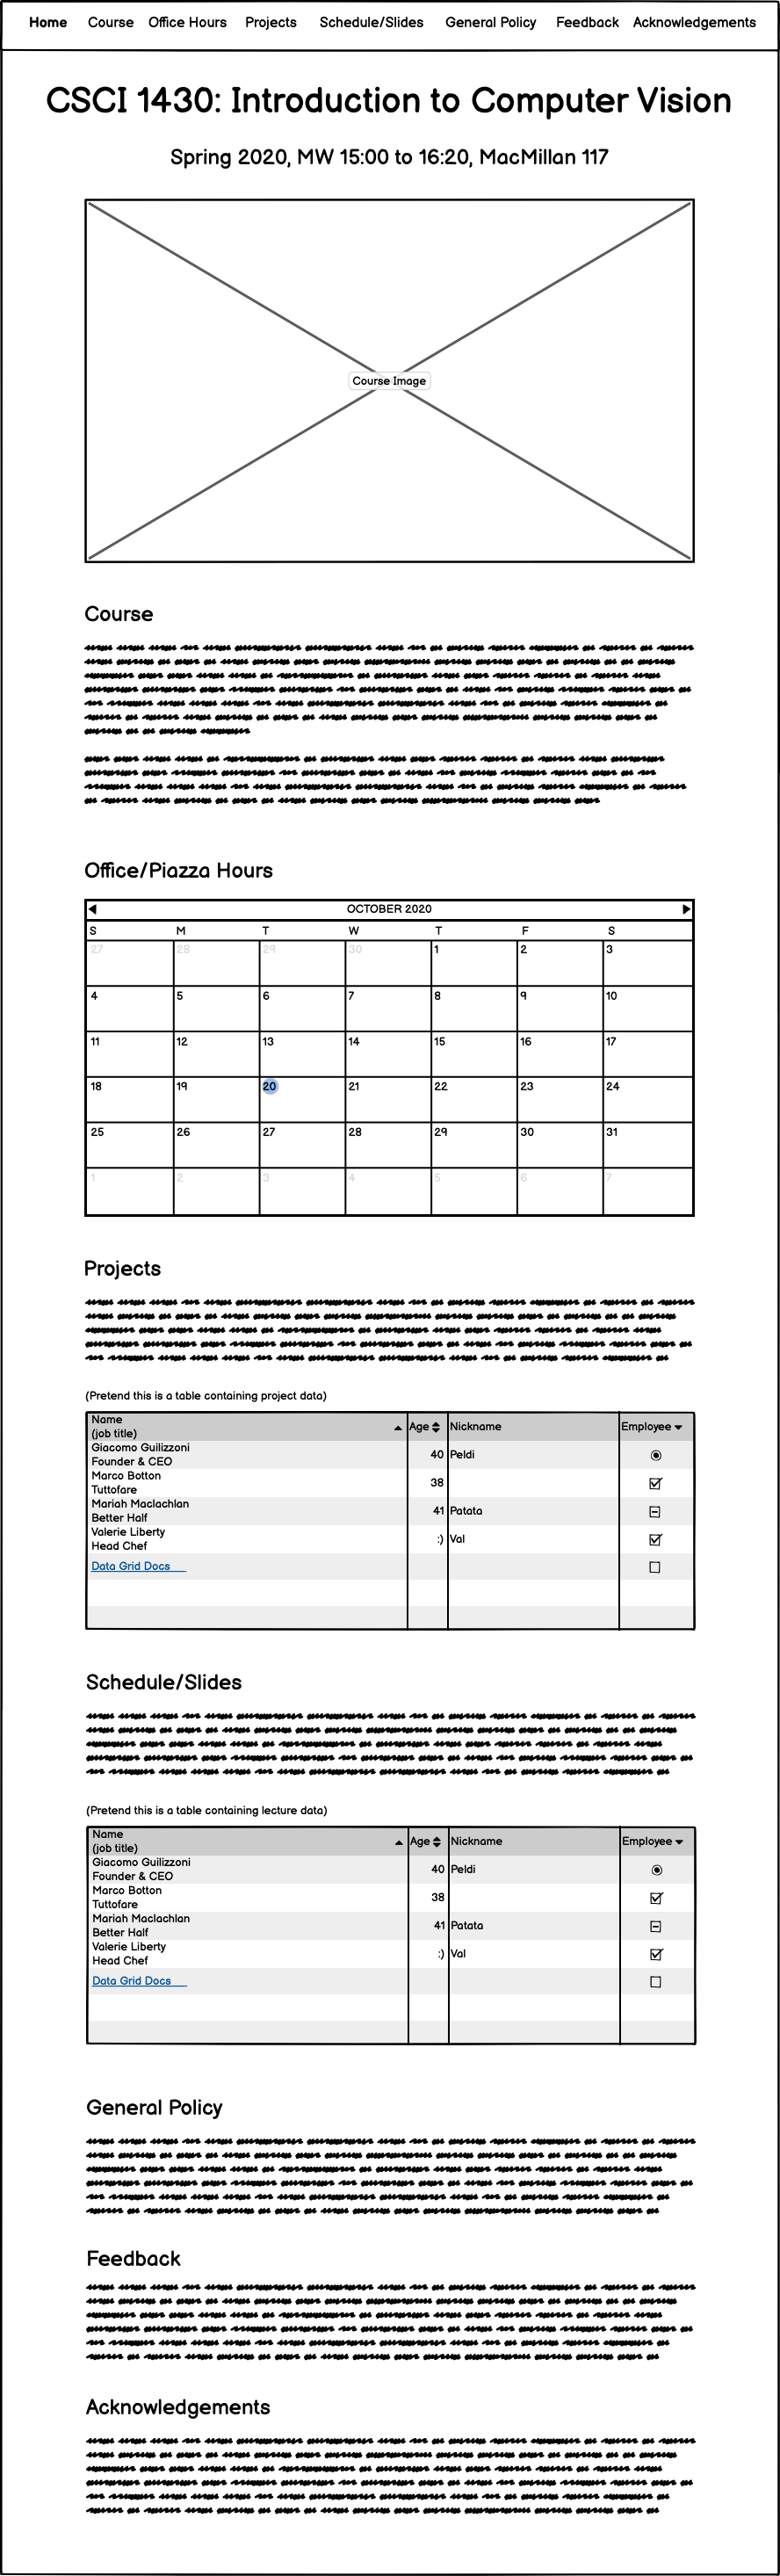 Home Course Office Hours Projects Schedule/Slides General Policy Feedback Acknowledgements
CSCI 1430: Introduction to Computer Vision
Spring 2020, MW 15:00 to 16:20, MacMillan 117
Course Image
Course
Office/Piazza Hours
OCTOBER 2020
S M T W T F S
27 28 29 30 1 2 3
4 5 6 7 8 9 10
11 12 13 14 15 16 17
18 19 20 21 22 23 24
25 26 27 28 29 30 31
1 2 3 4 5 6 7
Projects
(Pretend this is a table containing project data)
Name
(job title) Age Nickname Employee
Giacomo Guilizzoni
Founder & CEO 40 Peldi
Marco Botton
Tuttofare 38
Mariah Maclachlan
Better Half 41 Patata
Valerie Liberty
Head Chef :) Val
Data Grid Docs
Schedule/Slides
(Pretend this is a table containing lecture data)
Name
(job title) Age Nickname Employee
Giacomo Guilizzoni
Founder & CEO 40 Peldi
Marco Botton
Tuttofare 38
Mariah Maclachlan
Better Half 41 Patata
Valerie Liberty
Head Chef :) Val
Data Grid Docs
General Policy
Feedback
Acknowledgements